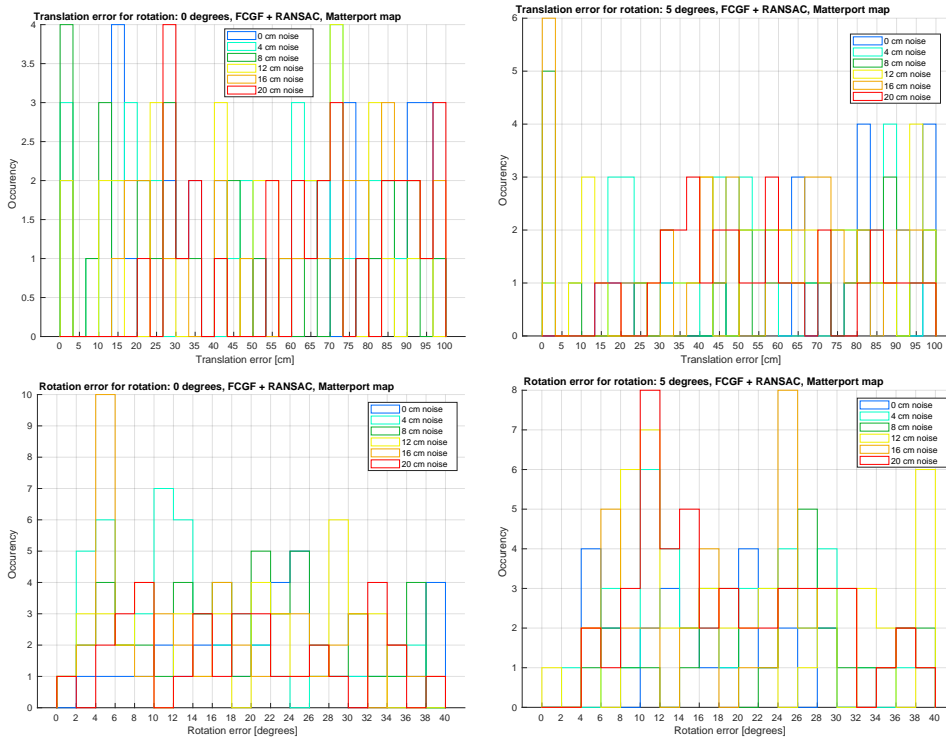 Translation error for rotation: 0 degrees, FCGF + RANSAC, Matterport map
4
3.5
3
2.5
2
1.5
1
0.5
0
Occurency
0 cm noise
4 cm noise
8 cm noise
12 cm noise
16 cm noise
20 cm noise
0 5 10 15 20 25 30 35 40 45 50 55 60 65 70 75 80 85 90 95 100
Translation error [cm]
Translation error for rotation: 5 degrees, FCGF + RANSAC, Matterport map
6
5
4
3
2
1
0
Occurency
0 cm noise
4 cm noise
8 cm noise
12 cm noise
16 cm noise
20 cm noise
0 5 10 15 20 25 30 35 40 45 50 55 60 65 70 75 80 85 90 95 100
Translation error [cm]
Rotation error for rotation: 0 degrees, FCGF + RANSAC, Matterport map
10
9
8
7
6
5
4
3
2
1
0
Occurency
0 cm noise
4 cm noise
8 cm noise
12 cm noise
16 cm noise
20 cm noise
0 2 4 6 8 10 12 14 16 18 20 22 24 26 28 30 32 34 36 38 40
Rotation error [degrees]
Rotation error for rotation: 5 degrees, FCGF + RANSAC, Matterport map
8
7
6
5
4
3
2
1
0
Occurency
0 cm noise
4 cm noise
8 cm noise
12 cm noise
16 cm noise
20 cm noise
0 2 4 6 8 10 12 14 16 18 20 22 24 26 28 30 32 34 36 38 40
Rotation error [degrees]